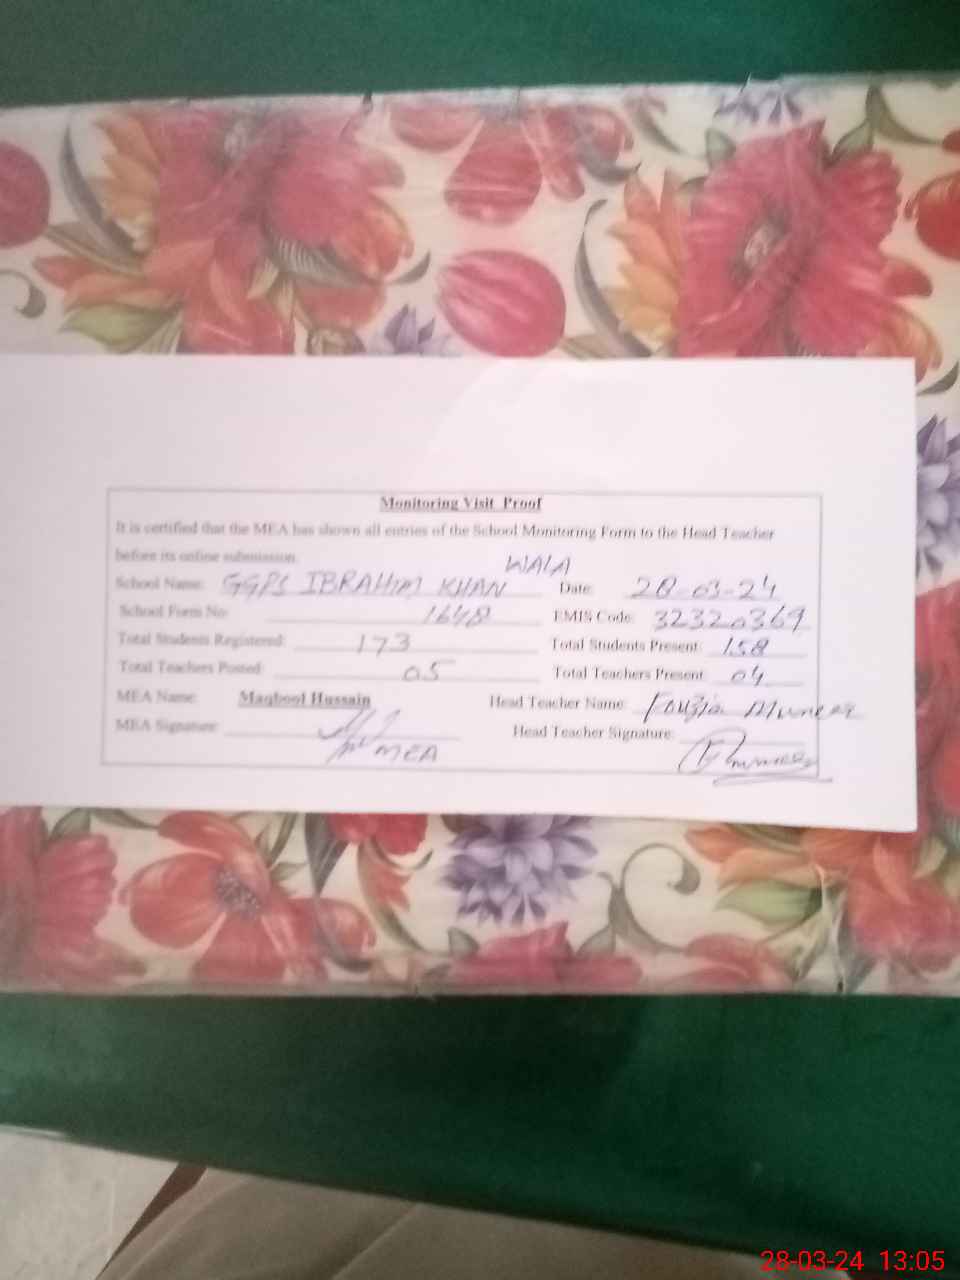 Monitoring Visit Proof
It is certified that the MEA has shown all entries of the School Monitoring Form to the Head Teacher
before its online submission.
School Name: GGPS IBRAHIM KHAN WALA Date: 28-03-24
School Form No: 1648 EMIS Code: 32320369
Total Students Registered: 173 Total Students Present: 158
Total Teachers Posted: 05 Total Teachers Present: 04
MEA Name: Maqbool Hussain Head Teacher Name: Fouzia Muneer
MEA Signature: MEA Head Teacher Signature:
28-03-24 13:05